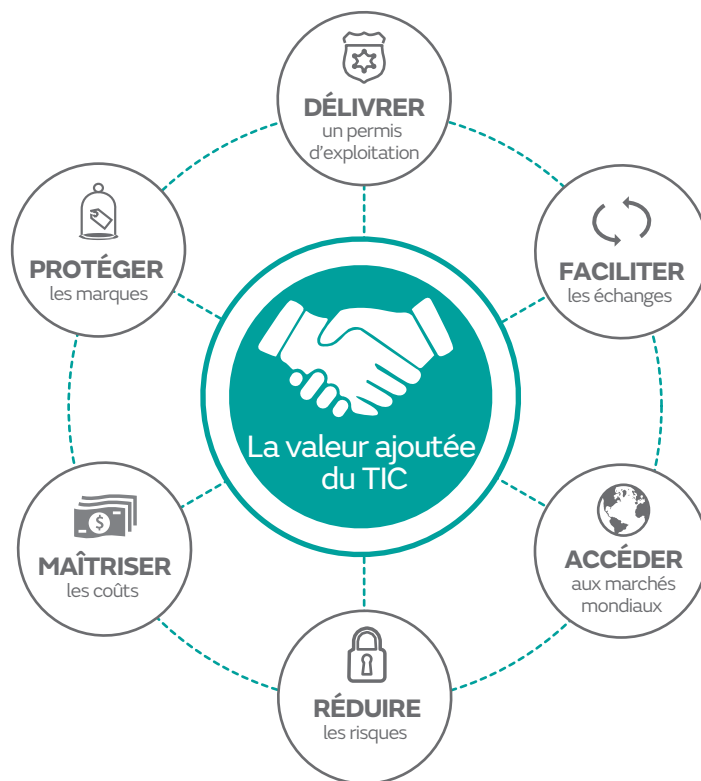 DÉLIVRER
un permis
d'exploitation
PROTÉGER
les marques
FACILITER
les échanges
La valeur ajoutée
du TIC
MAÎTRISER
les coûts
ACCÉDER
aux marchés
mondiaux
RÉDUIRE
les risques